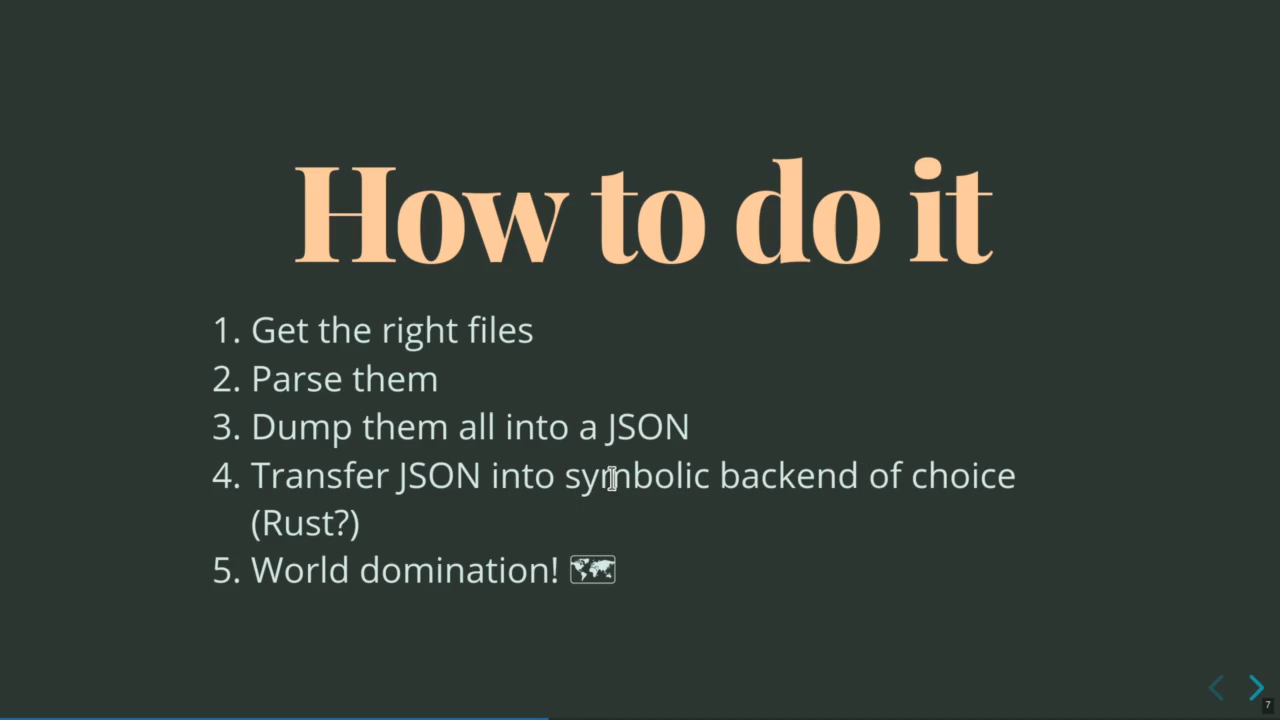 How to do it
1. Get the right files
2. Parse them
3. Dump them all into a JSON
4. Transfer JSON into symbolic backend of choice
(Rust?)
5. World domination! 🗺
7